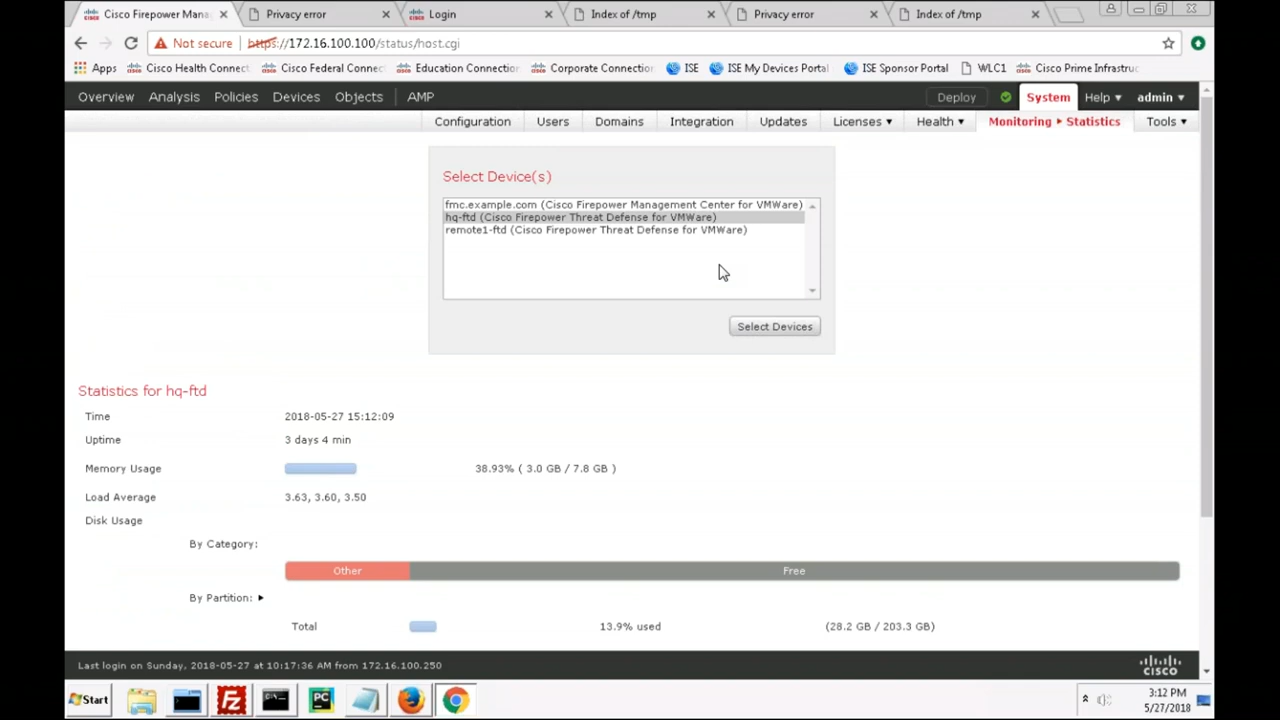 Cisco Firepower Mana
Privacy error
Login
Index of /tmp
Privacy error
Index of /tmp
Not secure https://172.16.100.100/status/host.cgi
Apps Cisco Health Connect Cisco Federal Connec Education Connection Corporate Connection ISE ISE My Devices Portal ISE Sponsor Portal WLC1 Cisco Prime Infrastruc
Overview Analysis Policies Devices Objects AMP Deploy System Help admin
Configuration Users Domains Integration Updates Licenses Health Monitoring Statistics Tools
Select Device(s)
fmc.example.com (Cisco Firepower Management Center for VMWare)
hq-ftd (Cisco Firepower Threat Defense for VMWare)
remote1-ftd (Cisco Firepower Threat Defense for VMWare)
Select Devices
Statistics for hq-ftd
Time 2018-05-27 15:12:09
Uptime 3 days 4 min
Memory Usage 38.93% ( 3.0 GB / 7.8 GB )
Load Average 3.63, 3.60, 3.50
Disk Usage
By Category:
Other Free
By Partition:
Total 13.9% used (28.2 GB / 203.3 GB)
Last login on Sunday, 2018-05-27 at 10:17:36 AM from 172.16.100.250
CISCO
Start
PC
3:12 PM
5/27/2018